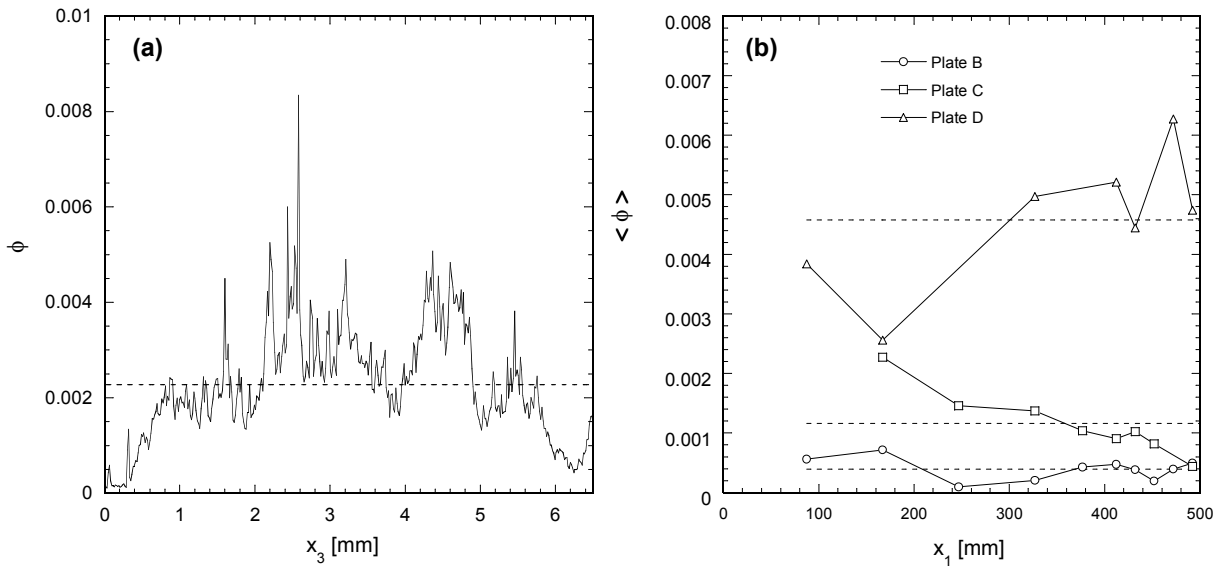 (a)
0.01
0.008
0.006
0.004
0.002
0
ϕ
0 1 2 3 4 5 6
x3 [mm]
(b)
Plate B
Plate C
Plate D
0.008
0.007
0.006
0.005
0.004
0.003
0.002
0.001
0
< ϕ >
0 100 200 300 400 500
x1 [mm]